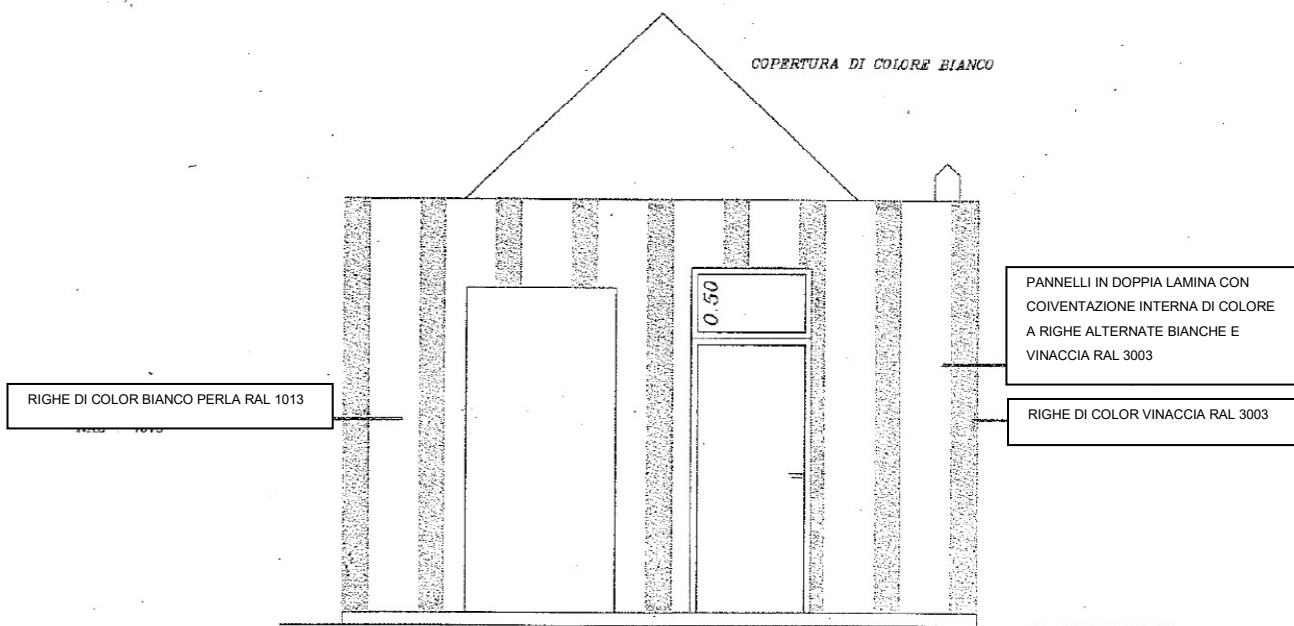 COPERTURA DI COLORE BIANCO
PANNELLI IN DOPPIA LAMINA CON
COIVENTAZIONE INTERNA DI COLORE
A RIGHE ALTERNATE BIANCHE E
VINACCIA RAL 3003
0.50
RIGHE DI COLOR BIANCO PERLA RAL 1013
RIGHE DI COLOR VINACCIA RAL 3003